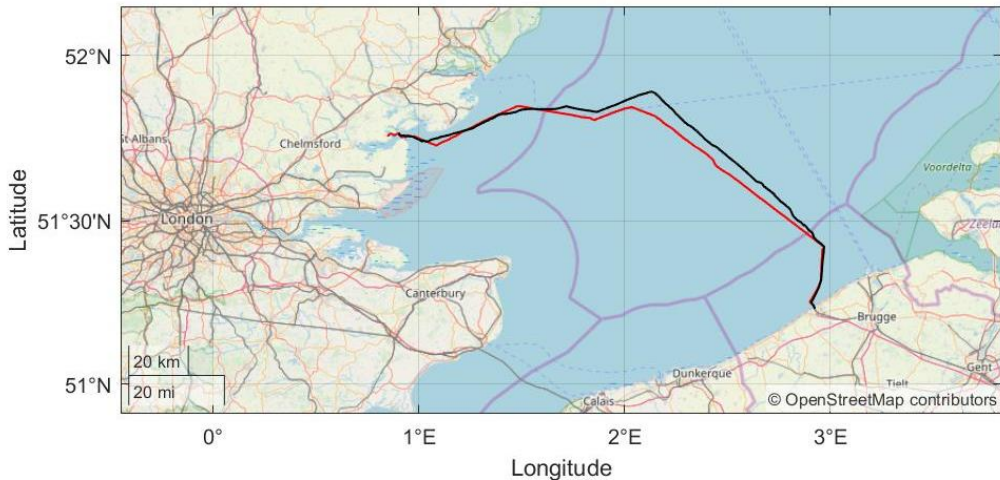 52°N
St·Albans
Chelmsford
Voordelta
51°30'N
London
Zeela
Latitude
Canterbury
Brugge
20 km
20 mi
51°N
Dunkerque
Gent
Tielt
Calais
© OpenStreetMap contributors
0°
1°E
2°E
3°E
Longitude